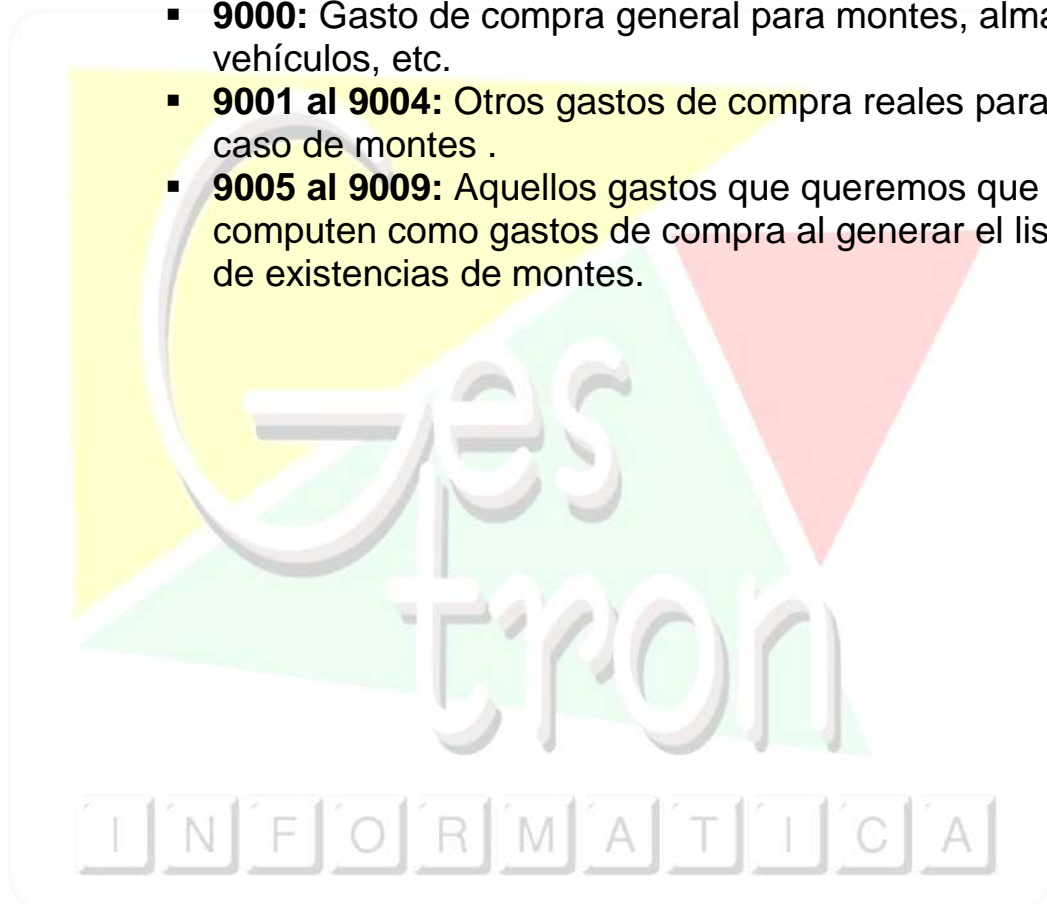 ▪ 9000: Gasto de compra general para montes,
vehículos, etc.
▪ 9001 al 9004: Otros gastos de compra reales para
caso de montes .
▪ 9005 al 9009: Aquellos gastos que queremos que
computen como gastos de compra al generar el
de existencias de montes.
Ges
tron
INFORMATICA